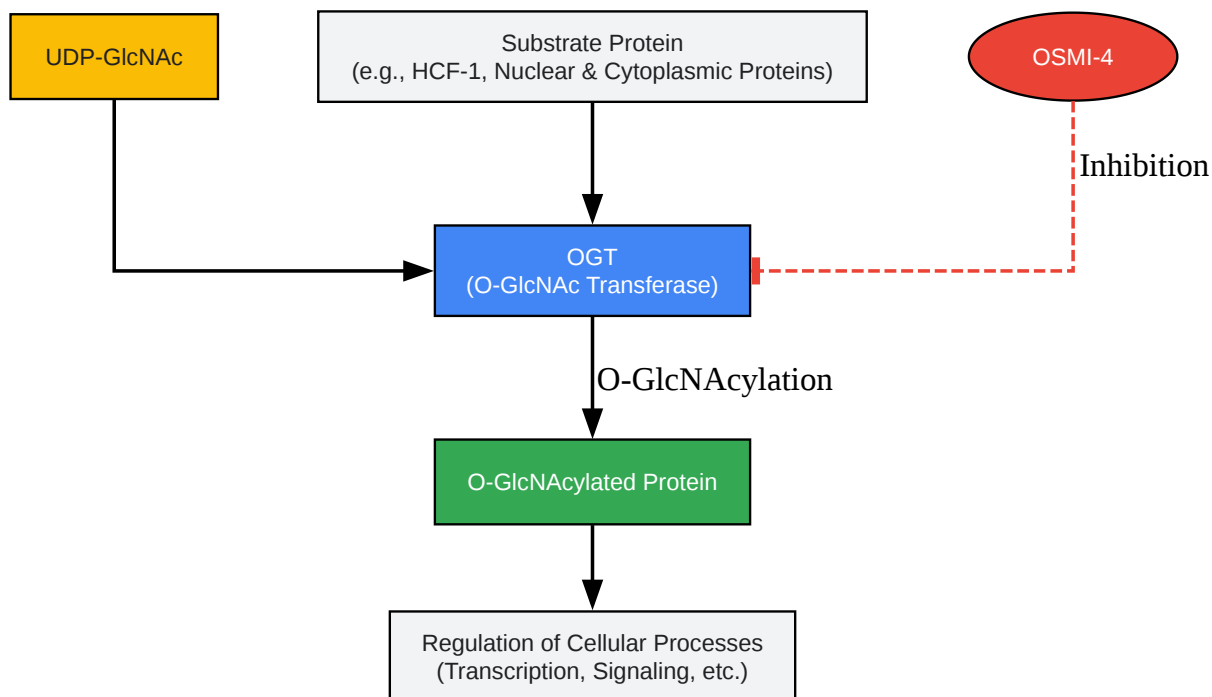 UDP-GlcNAc
Substrate Protein
(e.g., HCF-1, Nuclear & Cytoplasmic Proteins)
OSMI-4
Inhibition
OGT
(O-GlcNAc Transferase)
O-GlcNAcylation
O-GlcNAcylated Protein
Regulation of Cellular Processes
(Transcription, Signaling, etc.)